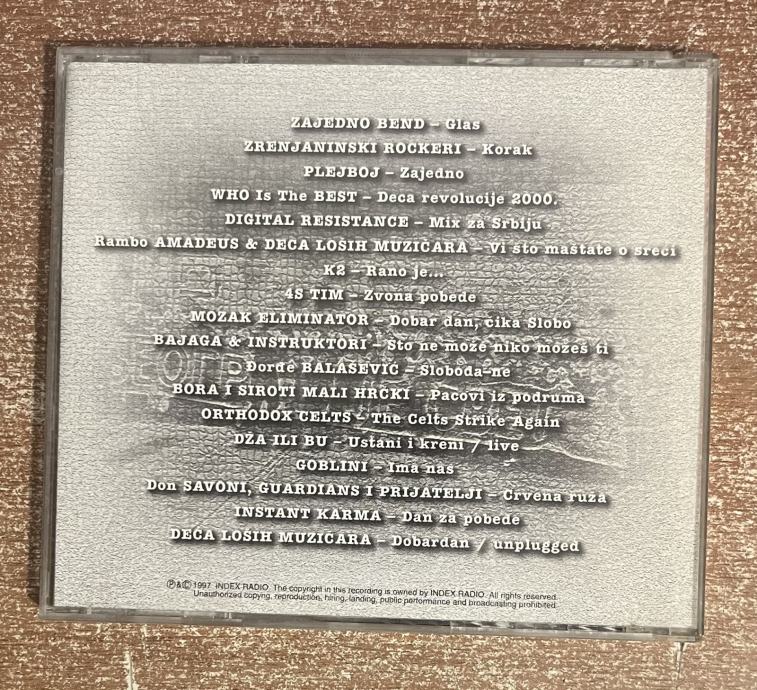 ZAJEDNO BEND – Glas
ZRENJANINSKI ROCKERI – Korak
PLEJBOJ – Zajedno
WHO Is The BEST – Deca revolucije 2000.
DIGITAL RESISTANCE – Mix za Srbiju
Rambo AMADEUS & DECA LOŠIH MUZIČARA – Vi što maštate o sreći
K2 – Rano je...
4S TIM – Zvona pobede
MOZAK ELIMINATOR – Dobar dan, čika Slobo
BAJAGA & INSTRUKTORI – Što ne može niko možeš ti
Đorđe BALAŠEVIĆ – Sloboda-ne
BORA I SIROTI MALI HRČKI – Pacovi iz podruma
ORTHODOX CELTS – The Celts Strike Again
DŽA ILI BU – Ustani i kreni / live
GOBLINI – Ima nas
Don SAVONI, GUARDIANS I PRIJATELJI – Crvena ruža
INSTANT KARMA – Dan za pobede
DECA LOŠIH MUZIČARA – Dobardan / unplugged
℗&© 1997 INDEX RADIO. The copyright in this recording is owned by INDEX RADIO. All rights reserved.
Unauthorized copyng, reproduction, hiring, landing, public performance and broadcasting prohibited.